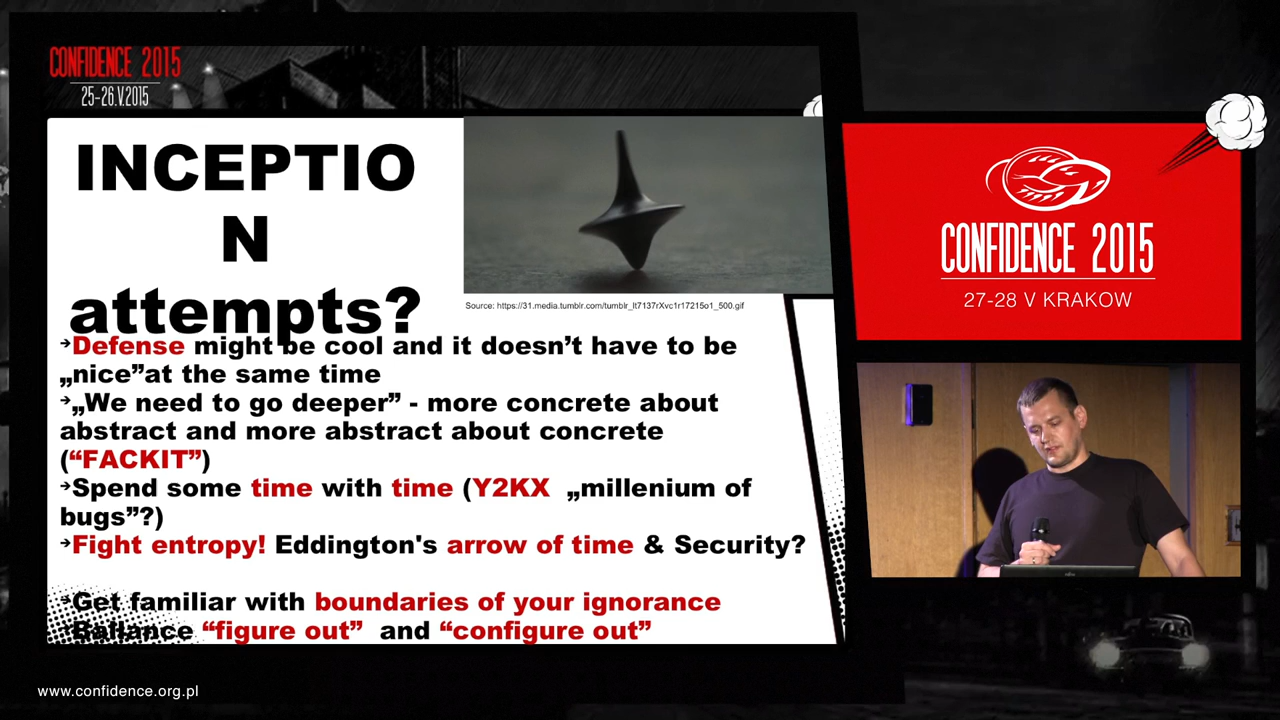 CONFIDENCE 2015
25-26.V.2015
INCEPTIO
N
attempts?
Source: https://31.media.tumblr.com/tumblr_lt7137rXvc1r17215o1_500.gif
➔Defense might be cool and it doesn’t have to be
„nice”at the same time
➔„We need to go deeper” - more concrete about
abstract and more abstract about concrete
(“FACKIT”)
➔Spend some time with time (Y2KX „millenium of
bugs”?)
➔Fight entropy! Eddington's arrow of time & Security?
➔Get familiar with boundaries of your ignorance
➔Ballance “figure out” and “configure out”
CONFIDENCE 2015
27-28 V KRAKOW
www.confidence.org.pl